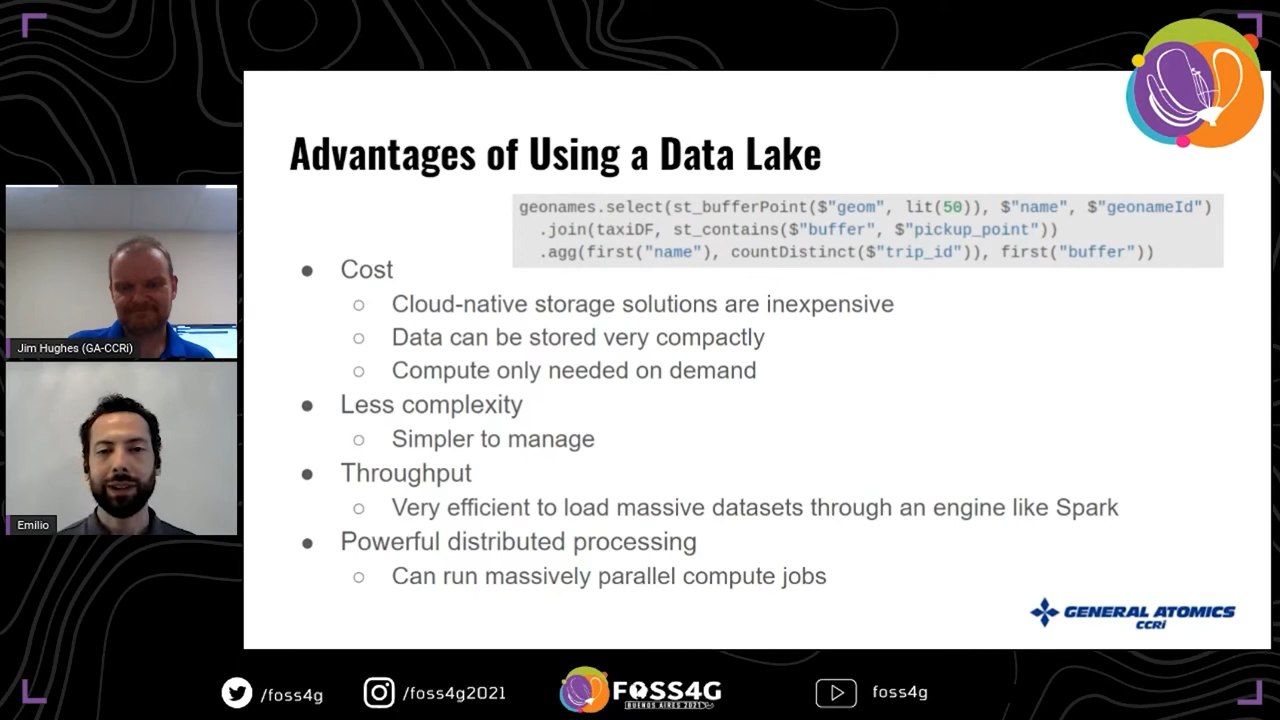 Advantages of Using a Data Lake
geonames.select(st_bufferPoint($"geom", lit(50)), $"name", $"geonameId")
.join(taxiDF, st_contains($"buffer", $"pickup_point"))
.agg(first("name"), countDistinct($"trip_id")), first("buffer"))
● Cost
○ Cloud-native storage solutions are inexpensive
○ Data can be stored very compactly
○ Compute only needed on demand
● Less complexity
○ Simpler to manage
● Throughput
○ Very efficient to load massive datasets through an engine like Spark
● Powerful distributed processing
○ Can run massively parallel compute jobs
GENERAL ATOMICS
CCRi
Jim Hughes (GA-CCRi)
Emilio
/foss4g
/foss4g2021
FOSS4G
BUENOS AIRES 2021
foss4g